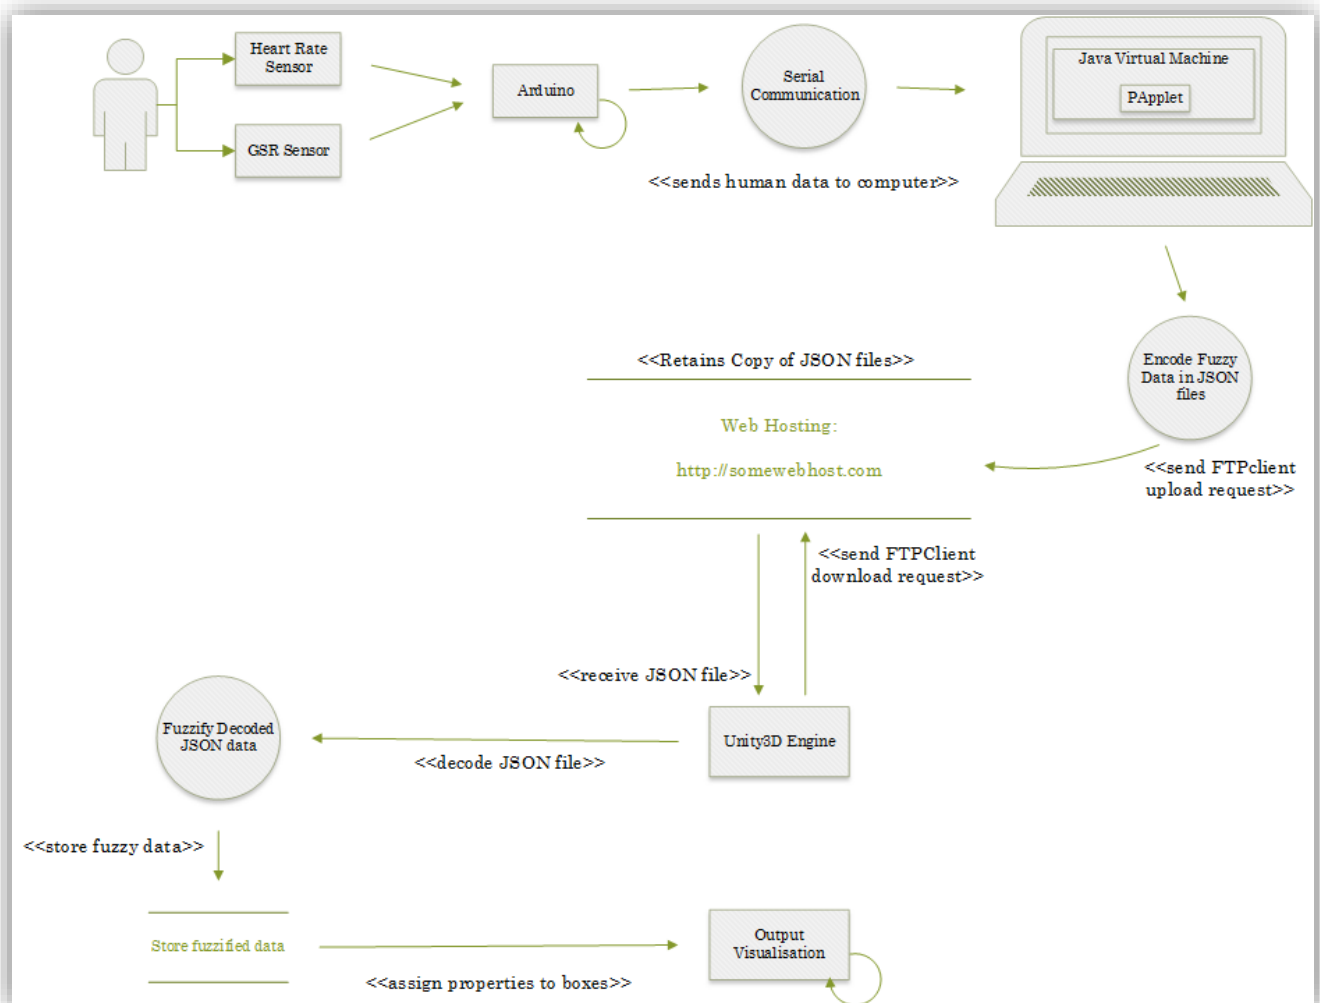 Heart Rate
Sensor
GSR Sensor
Arduino
Serial
Communication
<<sends human data to computer>>
Java Virtual Machine
PApplet
Encode Fuzzy
Data in JSON
files
<<send FTPclient
upload request>>
<<Retains Copy of JSON files>>
Web Hosting:
http://somewebhost.com
<<send FTPClient
download request>>
<<receive JSON file>>
Unity3D Engine
<<decode JSON file>>
Fuzzify Decoded
JSON data
<<store fuzzy data>>
Store fuzzified data
<<assign properties to boxes>>
Output
Visualisation